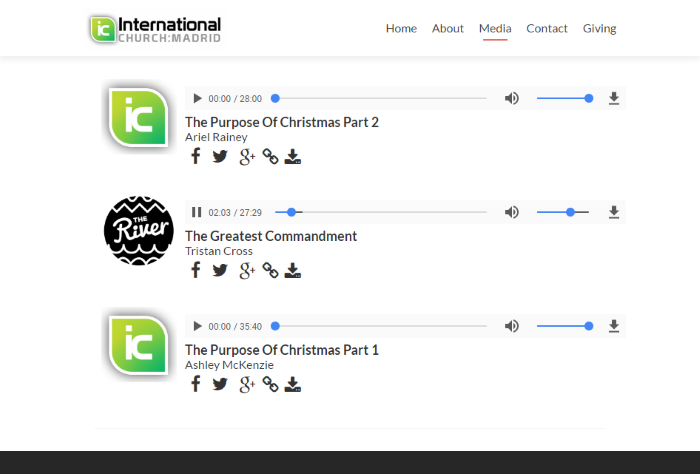 ic International
CHURCH:MADRID
Home About Media Contact Giving
ic
00:00 / 28:00
The Purpose Of Christmas Part 2
Ariel Rainey
THE
River
02:03 / 27:29
The Greatest Commandment
Tristan Cross
ic
00:00 / 35:40
The Purpose Of Christmas Part 1
Ashley McKenzie